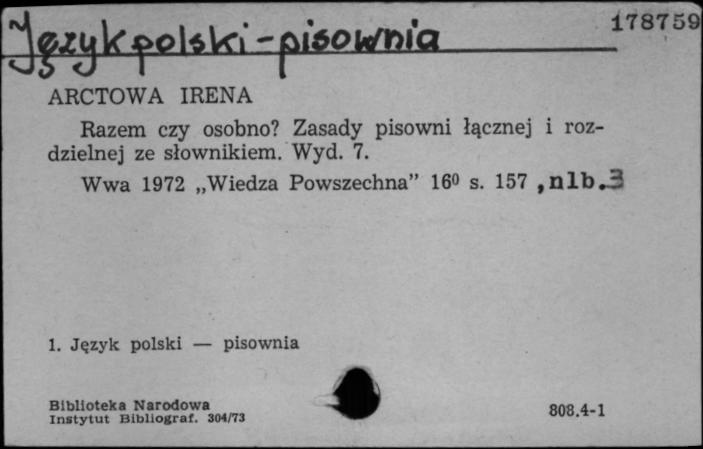 178759
Język polski - pisownia
ARCTOWA IRENA
Razem czy osobno? Zasady pisowni łącznej i roz-
dzielnej ze słownikiem. Wyd. 7.
Wwa 1972 „Wiedza Powszechna” 16⁰ s. 157 , nlb. 3
1. Język polski — pisownia
Biblioteka Narodowa
Instytut Bibliograf. 304/73
808.4-1